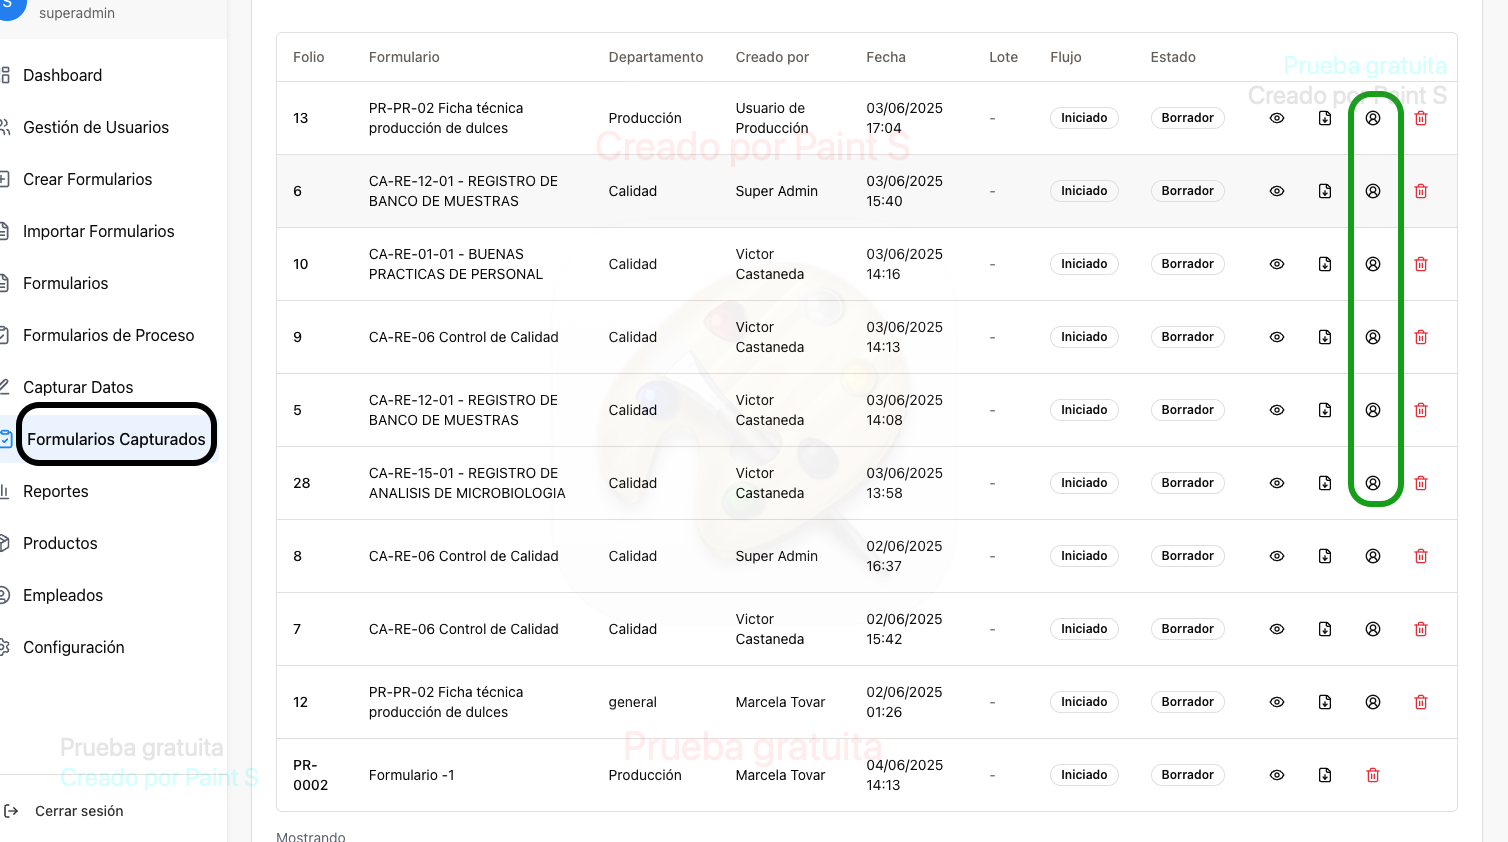 S
superadmin
Dashboard
Gestión de Usuarios
Crear Formularios
Importar Formularios
Formularios
Formularios de Proceso
Capturar Datos
Formularios Capturados
Reportes
Productos
Empleados
Configuración
Cerrar sesión
Folio Formulario Departamento Creado por Fecha Lote Flujo Estado
13 PR-PR-02 Ficha técnica producción de dulces Producción Usuario de Producción 03/06/2025 17:04 - Iniciado Borrador
6 CA-RE-12-01 - REGISTRO DE BANCO DE MUESTRAS Calidad Super Admin 03/06/2025 15:40 - Iniciado Borrador
10 CA-RE-01-01 - BUENAS PRACTICAS DE PERSONAL Calidad Victor Castaneda 03/06/2025 14:16 - Iniciado Borrador
9 CA-RE-06 Control de Calidad Calidad Victor Castaneda 03/06/2025 14:13 - Iniciado Borrador
5 CA-RE-12-01 - REGISTRO DE BANCO DE MUESTRAS Calidad Victor Castaneda 03/06/2025 14:08 - Iniciado Borrador
28 CA-RE-15-01 - REGISTRO DE ANALISIS DE MICROBIOLOGIA Calidad Victor Castaneda 03/06/2025 13:58 - Iniciado Borrador
8 CA-RE-06 Control de Calidad Calidad Super Admin 02/06/2025 16:37 - Iniciado Borrador
7 CA-RE-06 Control de Calidad Calidad Victor Castaneda 02/06/2025 15:42 - Iniciado Borrador
12 PR-PR-02 Ficha técnica producción de dulces general Marcela Tovar 02/06/2025 01:26 - Iniciado Borrador
PR-0002 Formulario -1 Producción Marcela Tovar 04/06/2025 14:13 - Iniciado Borrador
Mostrando
Prueba gratuita
Creado por Paint S
Creado por Paint S
Prueba gratuita
Prueba gratuita
Creado por Paint S